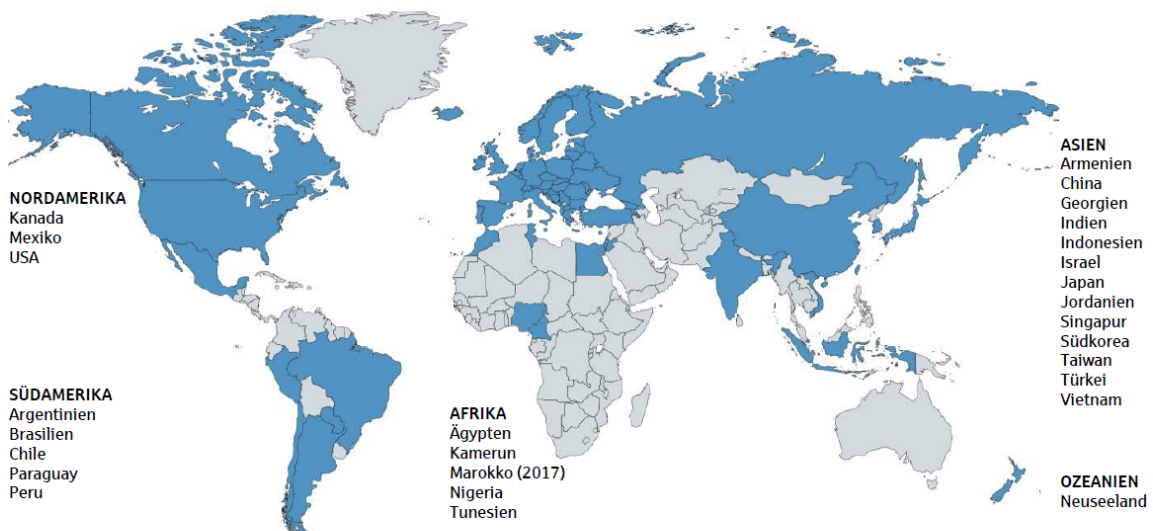 NORDAMERIKA
Kanada
Mexiko
USA
SÜDAMERIKA
Argentinien
Brasilien
Chile
Paraguay
Peru
AFRIKA
Ägypten
Kamerun
Marokko (2017)
Nigeria
Tunesien
ASIEN
Armenien
China
Georgien
Indien
Indonesien
Israel
Japan
Jordanien
Singapur
Südkorea
Taiwan
Türkei
Vietnam
OZEANIEN
Neuseeland